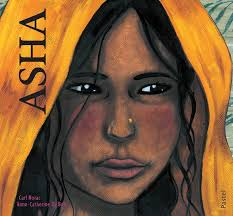 ASHA
Carl Norac
Anne-Catherine De Boel
Pastel